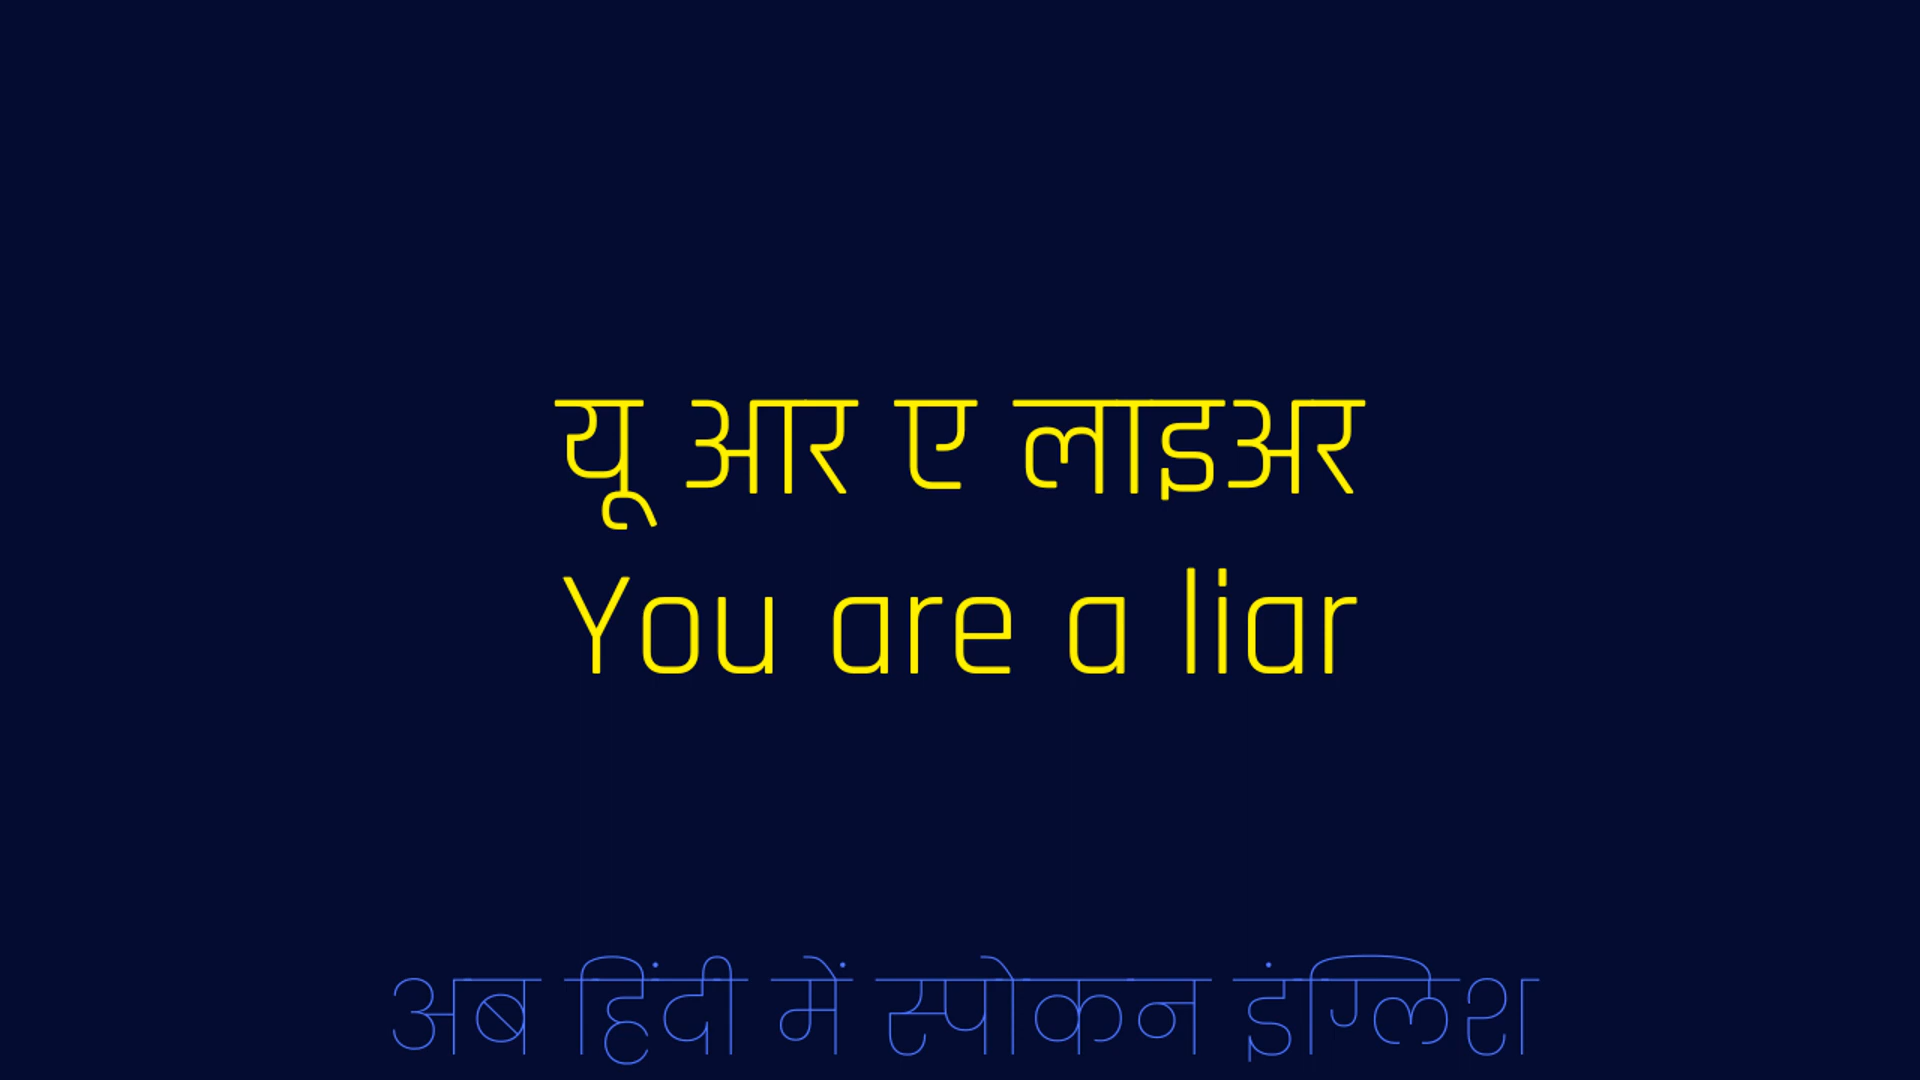 यू आर ए लाइअर
You are a liar
अब हिंदी में स्पोकन इंग्लिश